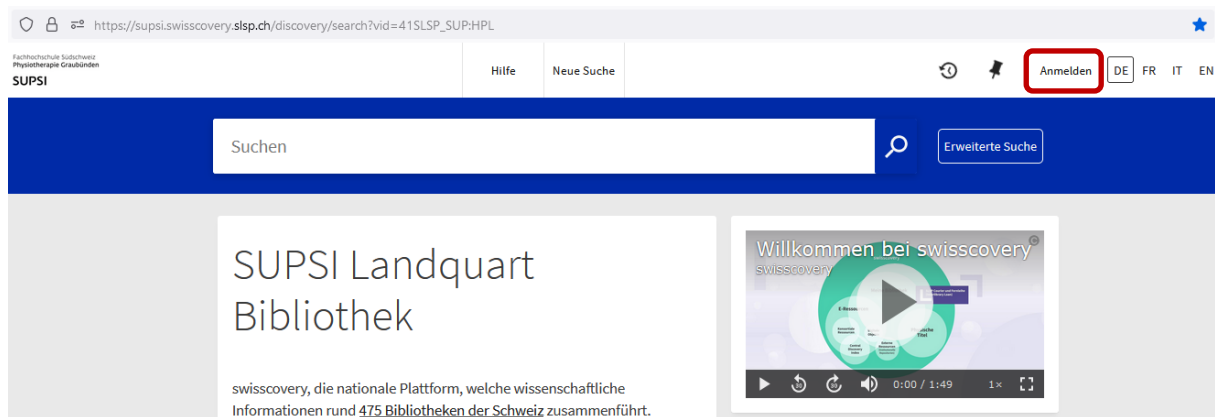 https://supsi.swisscovery.slsp.ch/discovery/search?vid=41SLSP_SUP:HPL
Fachhochschule Südschweiz
Physiotherapie Graubünden
SUPSI
Hilfe
Neue Suche
Anmelden
DE FR IT EN
Suchen
Erweiterte Suche
SUPSI Landquart
Bibliothek
swisscovery, die nationale Plattform, welche wissenschaftliche
Informationen rund 475 Bibliotheken der Schweiz zusammenführt.
Willkommen bei swisscovery
swisscovery
0:00 / 1:49
1×